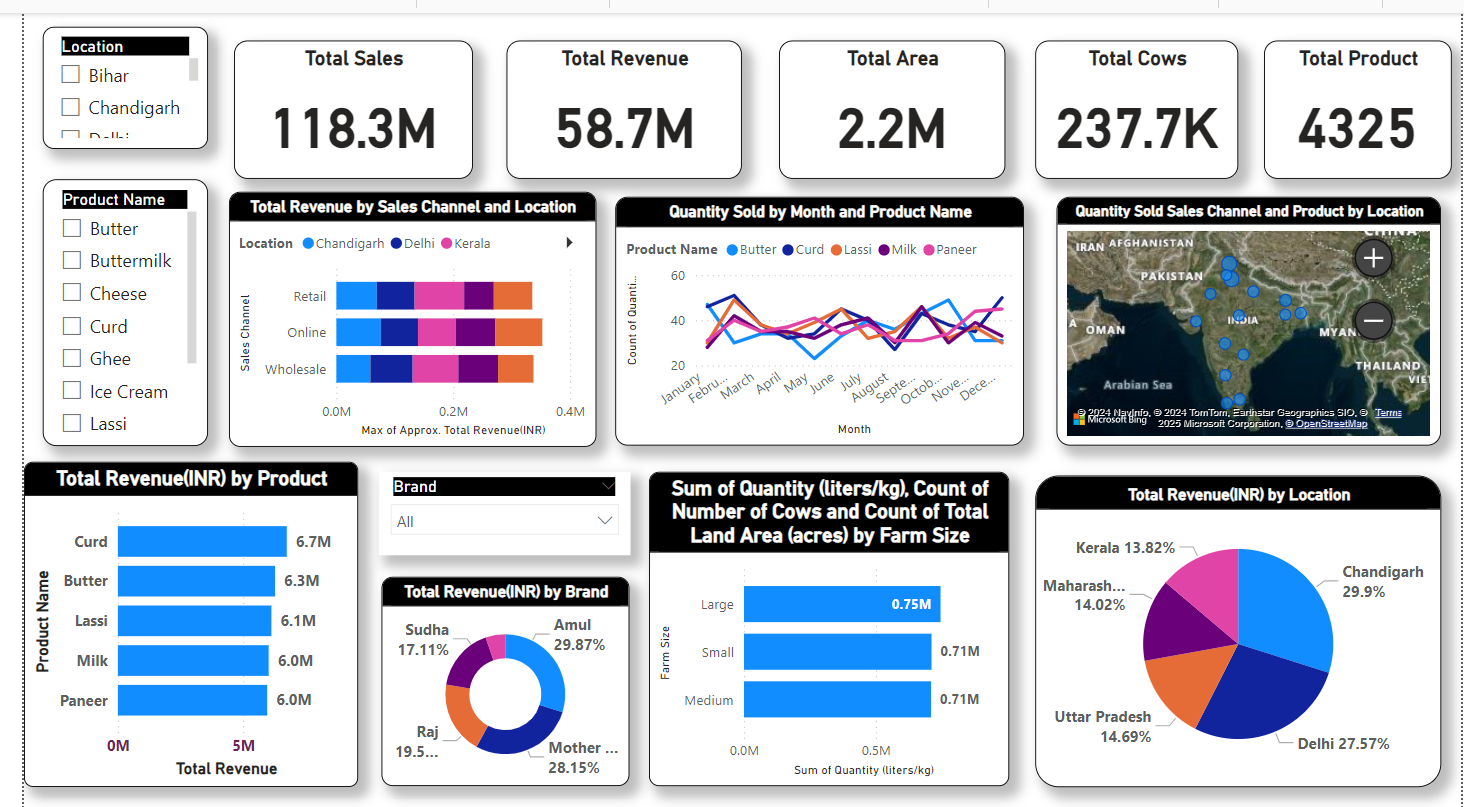 Location
Bihar
Chandigarh
Delhi
Total Sales
118.3M
Total Revenue
58.7M
Total Area
2.2M
Total Cows
237.7K
Total Product
4325
Product Name
Butter
Buttermilk
Cheese
Curd
Ghee
Ice Cream
Lassi
Total Revenue by Sales Channel and Location
Location Chandigarh Delhi Kerala
Sales Channel
Retail
Online
Wholesale
0.0M 0.2M 0.4M
Max of Approx. Total Revenue(INR)
Quantity Sold by Month and Product Name
Product Name Butter Curd Lassi Milk Paneer
Count of Quanti...
60
40
20
January Febru... March April May June July August Septe... Octob... Nove... Dece...
Month
Quantity Sold Sales Channel and Product by Location
CHINA
IRAN AFGHANISTAN
PAKISTAN
INDIA
OMAN
MYAN
THAILAND
VIE
Arabian Sea
© 2024 NavInfo, © 2024 TomTom, Earthstar Geographics SIO, © Terms
Microsoft Bing
2025 Microsoft Corporation, © OpenStreetMap
Total Revenue(INR) by Product
Product Name
Curd 6.7M
Butter 6.3M
Lassi 6.1M
Milk 6.0M
Paneer 6.0M
0M 5M
Total Revenue
Brand
All
Total Revenue(INR) by Brand
Sudha
17.11%
Amul
29.87%
Raj
19.5...
Mother ...
28.15%
Sum of Quantity (liters/kg), Count of
Number of Cows and Count of Total
Land Area (acres) by Farm Size
Farm Size
Large 0.75M
Small 0.71M
Medium 0.71M
0.0M 0.5M
Sum of Quantity (liters/kg)
Total Revenue(INR) by Location
Kerala 13.82%
Chandigarh
29.9%
Maharash...
14.02%
Uttar Pradesh
14.69%
Delhi 27.57%